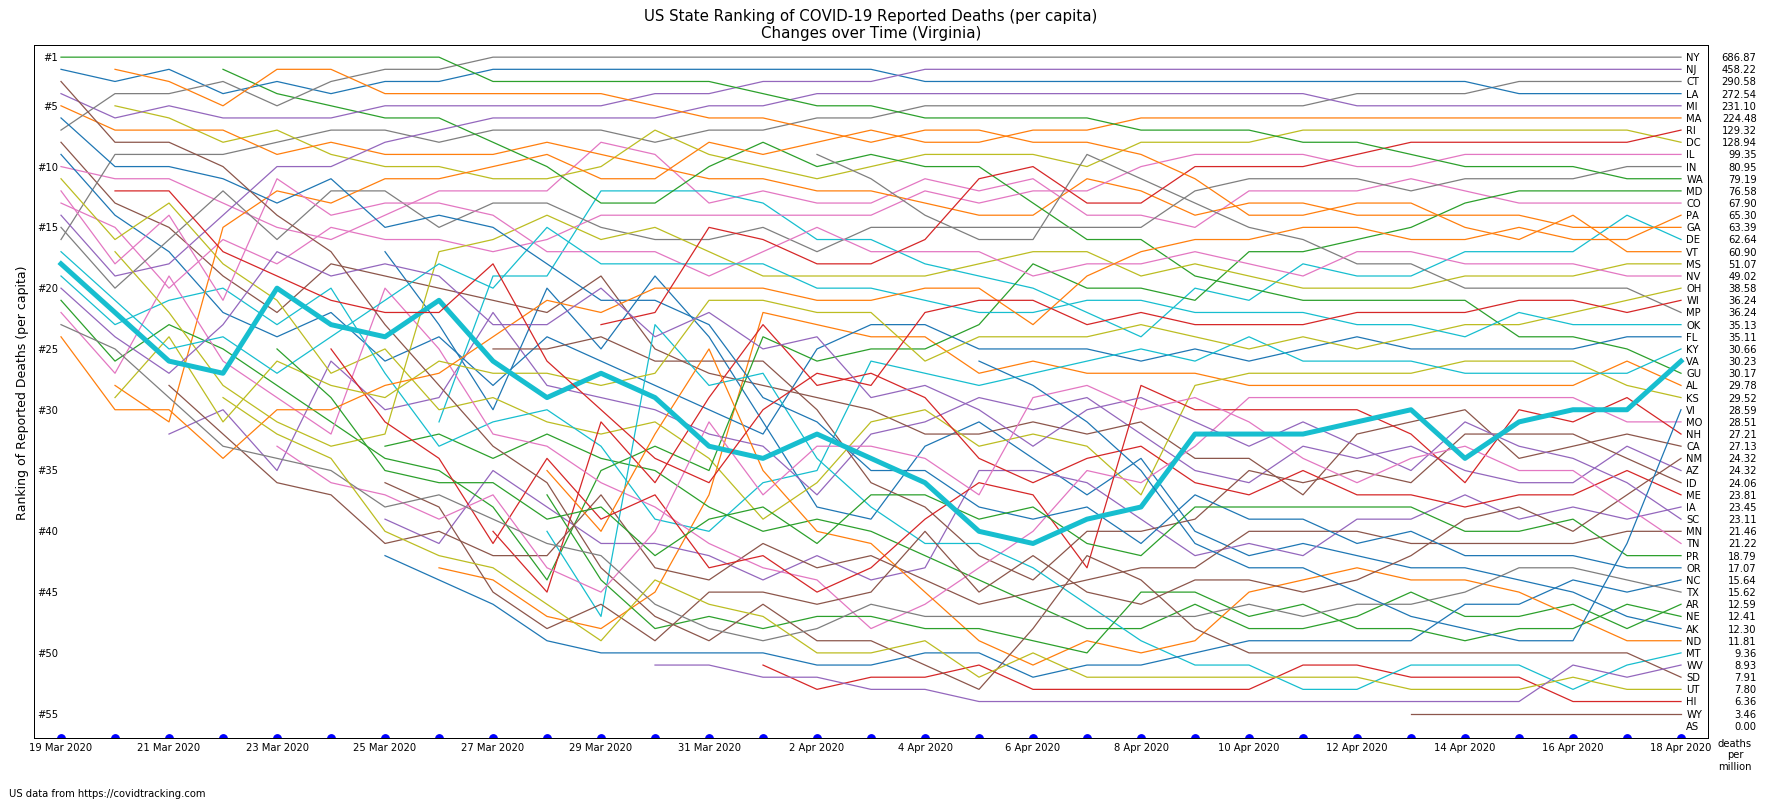 US State Ranking of COVID-19 Reported Deaths (per capita)
Changes over Time (Virginia)
Ranking of Reported Deaths (per capita)
#1
#5
#10
#15
#20
#25
#30
#35
#40
#45
#50
#55
NY 686.87
NJ 458.22
CT 290.58
LA 272.54
MI 231.10
MA 224.48
RI 129.32
DC 128.94
IL 99.35
IN 80.95
WA 79.19
MD 76.58
CO 67.90
PA 65.30
GA 63.39
DE 62.64
VT 60.90
MS 51.07
NV 49.02
OH 38.58
WI 36.24
MP 36.24
OK 35.13
FL 35.11
KY 30.66
VA 30.23
GU 30.17
AL 29.78
KS 29.52
VI 28.59
MO 28.51
NH 27.21
CA 27.13
NM 24.32
AZ 24.32
ID 24.06
ME 23.81
IA 23.45
SC 23.11
MN 21.46
TN 21.22
PR 18.79
OR 17.07
NC 15.64
TX 15.62
AR 12.59
NE 12.41
AK 12.30
ND 11.81
MT 9.36
WV 8.93
SD 7.91
UT 7.80
HI 6.36
WY 3.46
AS 0.00
19 Mar 2020 21 Mar 2020 23 Mar 2020 25 Mar 2020 27 Mar 2020 29 Mar 2020 31 Mar 2020 2 Apr 2020 4 Apr 2020 6 Apr 2020 8 Apr 2020 10 Apr 2020 12 Apr 2020 14 Apr 2020 16 Apr 2020 18 Apr 2020
deaths
per
million
US data from https://covidtracking.com